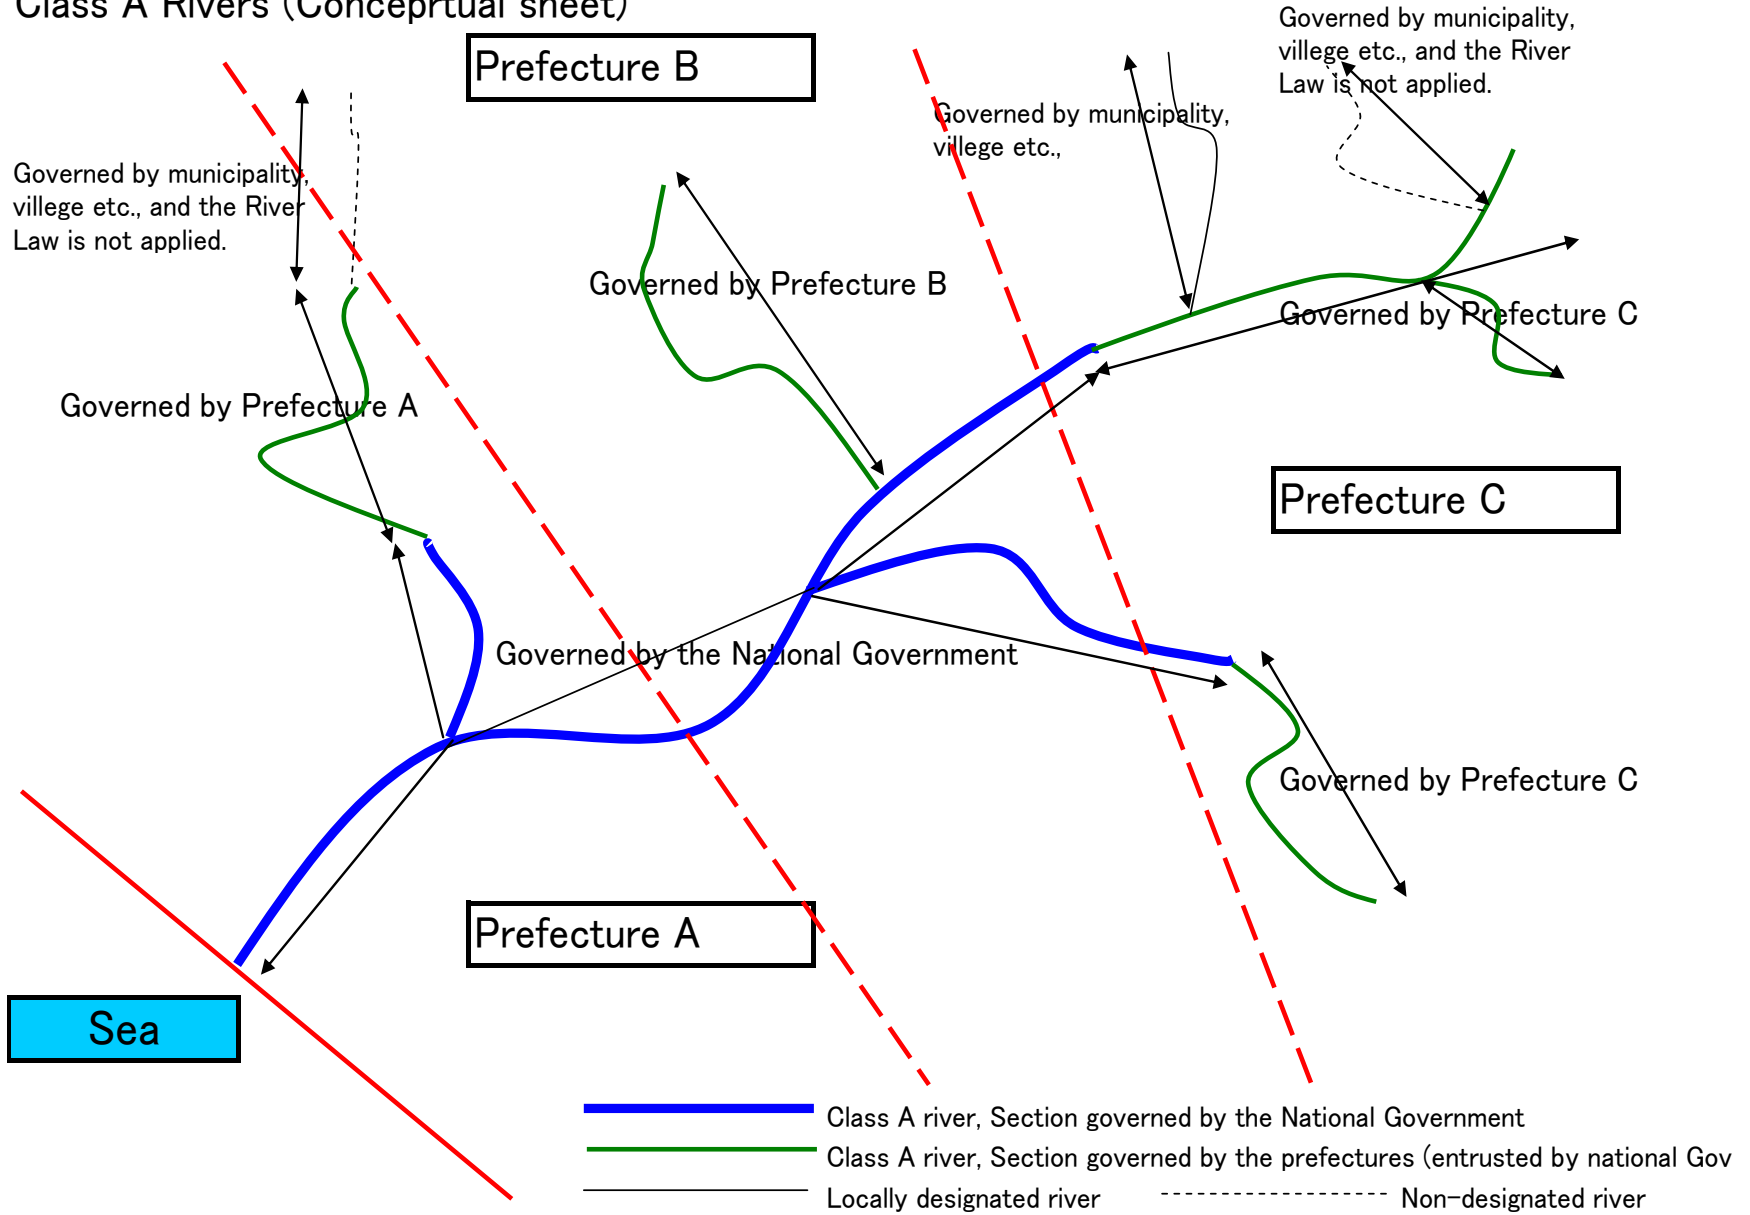 Class A Rivers (Conceprtual sheet)
Governed by municipality,
villege etc., and the River
Law is not applied.
Prefecture B
Governed by municipality,
villege etc.,
Governed by municipality,
villege etc., and the River
Law is not applied.
Governed by Prefecture B
Governed by Prefecture C
Governed by Prefecture A
Prefecture C
Governed by the National Government
Governed by Prefecture C
Prefecture A
Sea
Class A river, Section governed by the National Government
Class A river, Section governed by the prefectures (entrusted by national Gov
Locally designated river
Non-designated river